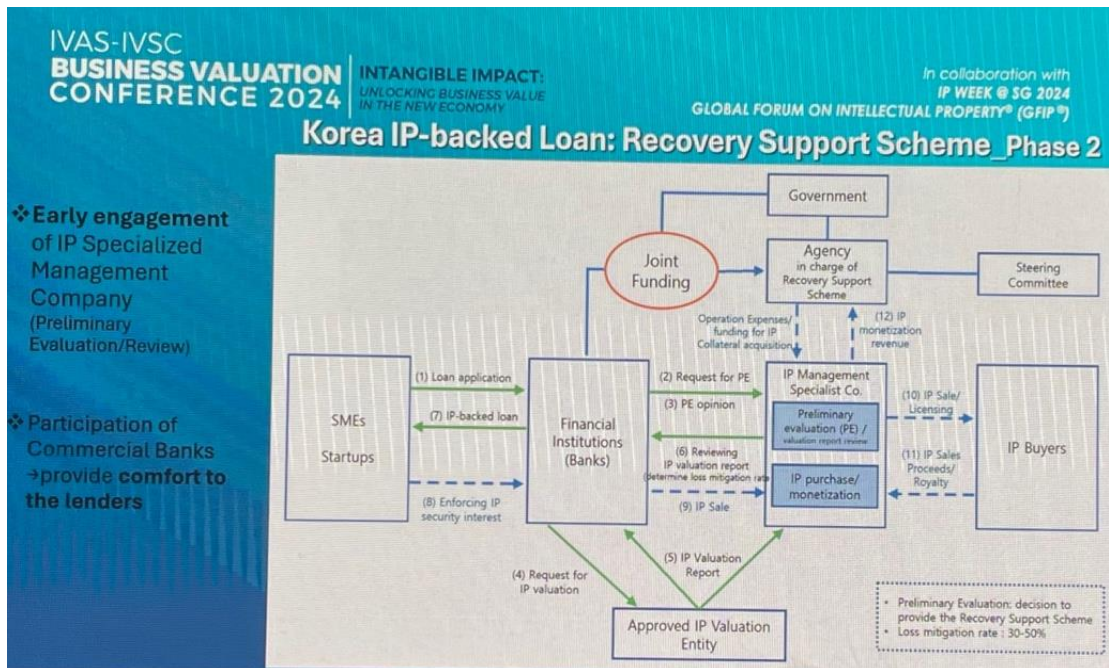 IVAS-IVSC
BUSINESS VALUATION
CONFERENCE 2024
INTANGIBLE IMPACT:
UNLOCKING BUSINESS VALUE
IN THE NEW ECONOMY
In collaboration with
IP WEEK @ SG 2024
GLOBAL FORUM ON INTELLECTUAL PROPERTY® (GFIP®)
Korea IP-backed Loan: Recovery Support Scheme_Phase 2
❖Early engagement
of IP Specialized
Management
Company
(Preliminary
Evaluation/Review)
❖Participation of
Commercial Banks
→provide comfort to
the lenders
Government
Joint
Funding
Agency
in charge of
Recovery Support
Scheme
Steering
Committee
Operation Expenses/
funding for IP
Collateral acquisition
(12) IP
monetization
revenue
SMEs
Startups
(1) Loan application
(7) IP-backed loan
(8) Enforcing IP
security interest
Financial
Institutions
(Banks)
(2) Request for PE
(3) PE opinion
(6) Reviewing
IP valuation report
(determine loss mitigation rate
(9) IP Sale
IP Management
Specialist Co.
Preliminary
evaluation (PE) /
valuation report review
IP purchase/
monetization
(10) IP Sale/
Licensing
(11) IP Sales
Proceeds/
Royalty
IP Buyers
(4) Request for
IP valuation
(5) IP Valuation
Report
Approved IP Valuation
Entity
• Preliminary Evaluation: decision to
provide the Recovery Support Scheme
• Loss mitigation rate : 30-50%